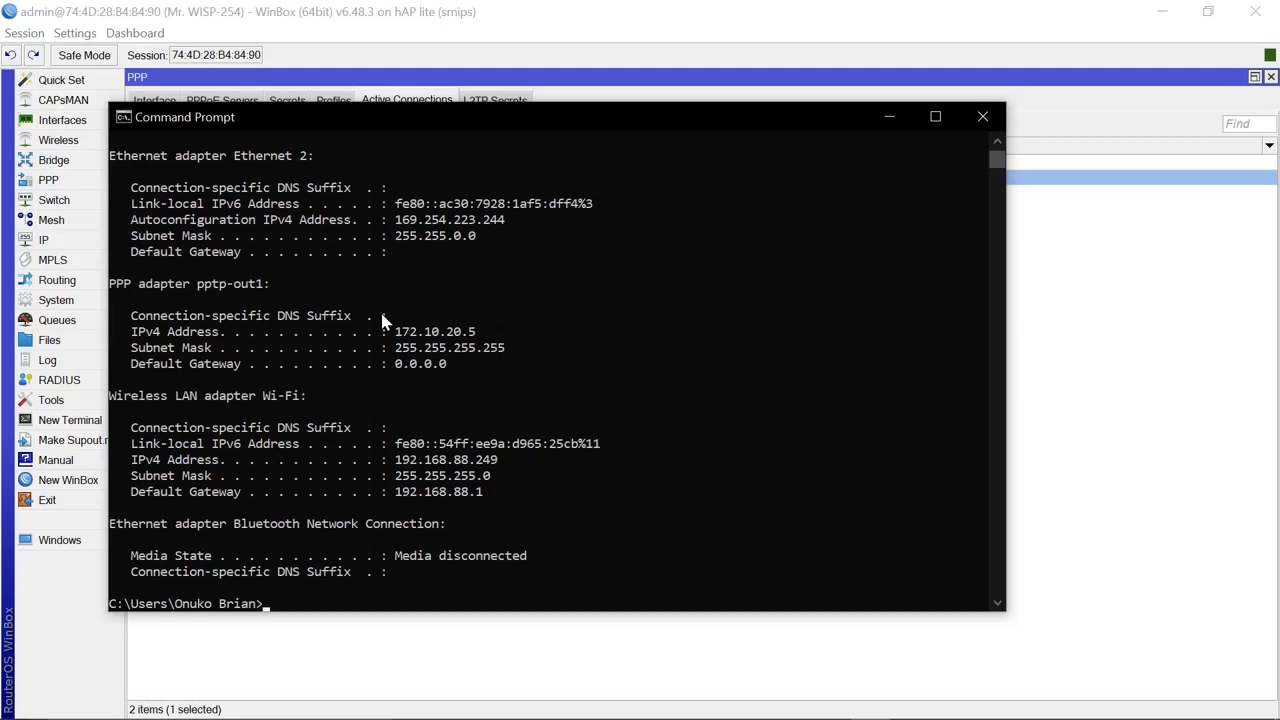 admin@74:4D:28:B4:84:90 (Mr. WISP-254) - WinBox (64bit) v6.48.3 on hAP lite (smips)
Session Settings Dashboard
Safe Mode Session: 74:4D:28:B4:84:90
PPP
Interface PPPoE Servers Secrets Profiles Active Connections L2TP Secrets
Find
Quick Set
CAPsMAN
Interfaces
Wireless
Bridge
PPP
Switch
Mesh
IP
MPLS
Routing
System
Queues
Files
Log
RADIUS
Tools
New Terminal
Make Supout.r
Manual
New WinBox
Exit
Windows
RouterOS WinBox
Command Prompt
Ethernet adapter Ethernet 2:
Connection-specific DNS Suffix . :
Link-local IPv6 Address . . . . . : fe80::ac30:7928:1af5:dff4%3
Autoconfiguration IPv4 Address. . : 169.254.223.244
Subnet Mask . . . . . . . . . . . : 255.255.0.0
Default Gateway . . . . . . . . . :
PPP adapter pptp-out1:
Connection-specific DNS Suffix . :
IPv4 Address. . . . . . . . . . . : 172.10.20.5
Subnet Mask . . . . . . . . . . . : 255.255.255.255
Default Gateway . . . . . . . . . : 0.0.0.0
Wireless LAN adapter Wi-Fi:
Connection-specific DNS Suffix . :
Link-local IPv6 Address . . . . . : fe80::54ff:ee9a:d965:25cb%11
IPv4 Address. . . . . . . . . . . : 192.168.88.249
Subnet Mask . . . . . . . . . . . : 255.255.255.0
Default Gateway . . . . . . . . . : 192.168.88.1
Ethernet adapter Bluetooth Network Connection:
Media State . . . . . . . . . . . : Media disconnected
Connection-specific DNS Suffix . :
C:\Users\Onuko Brian>
2 items (1 selected)